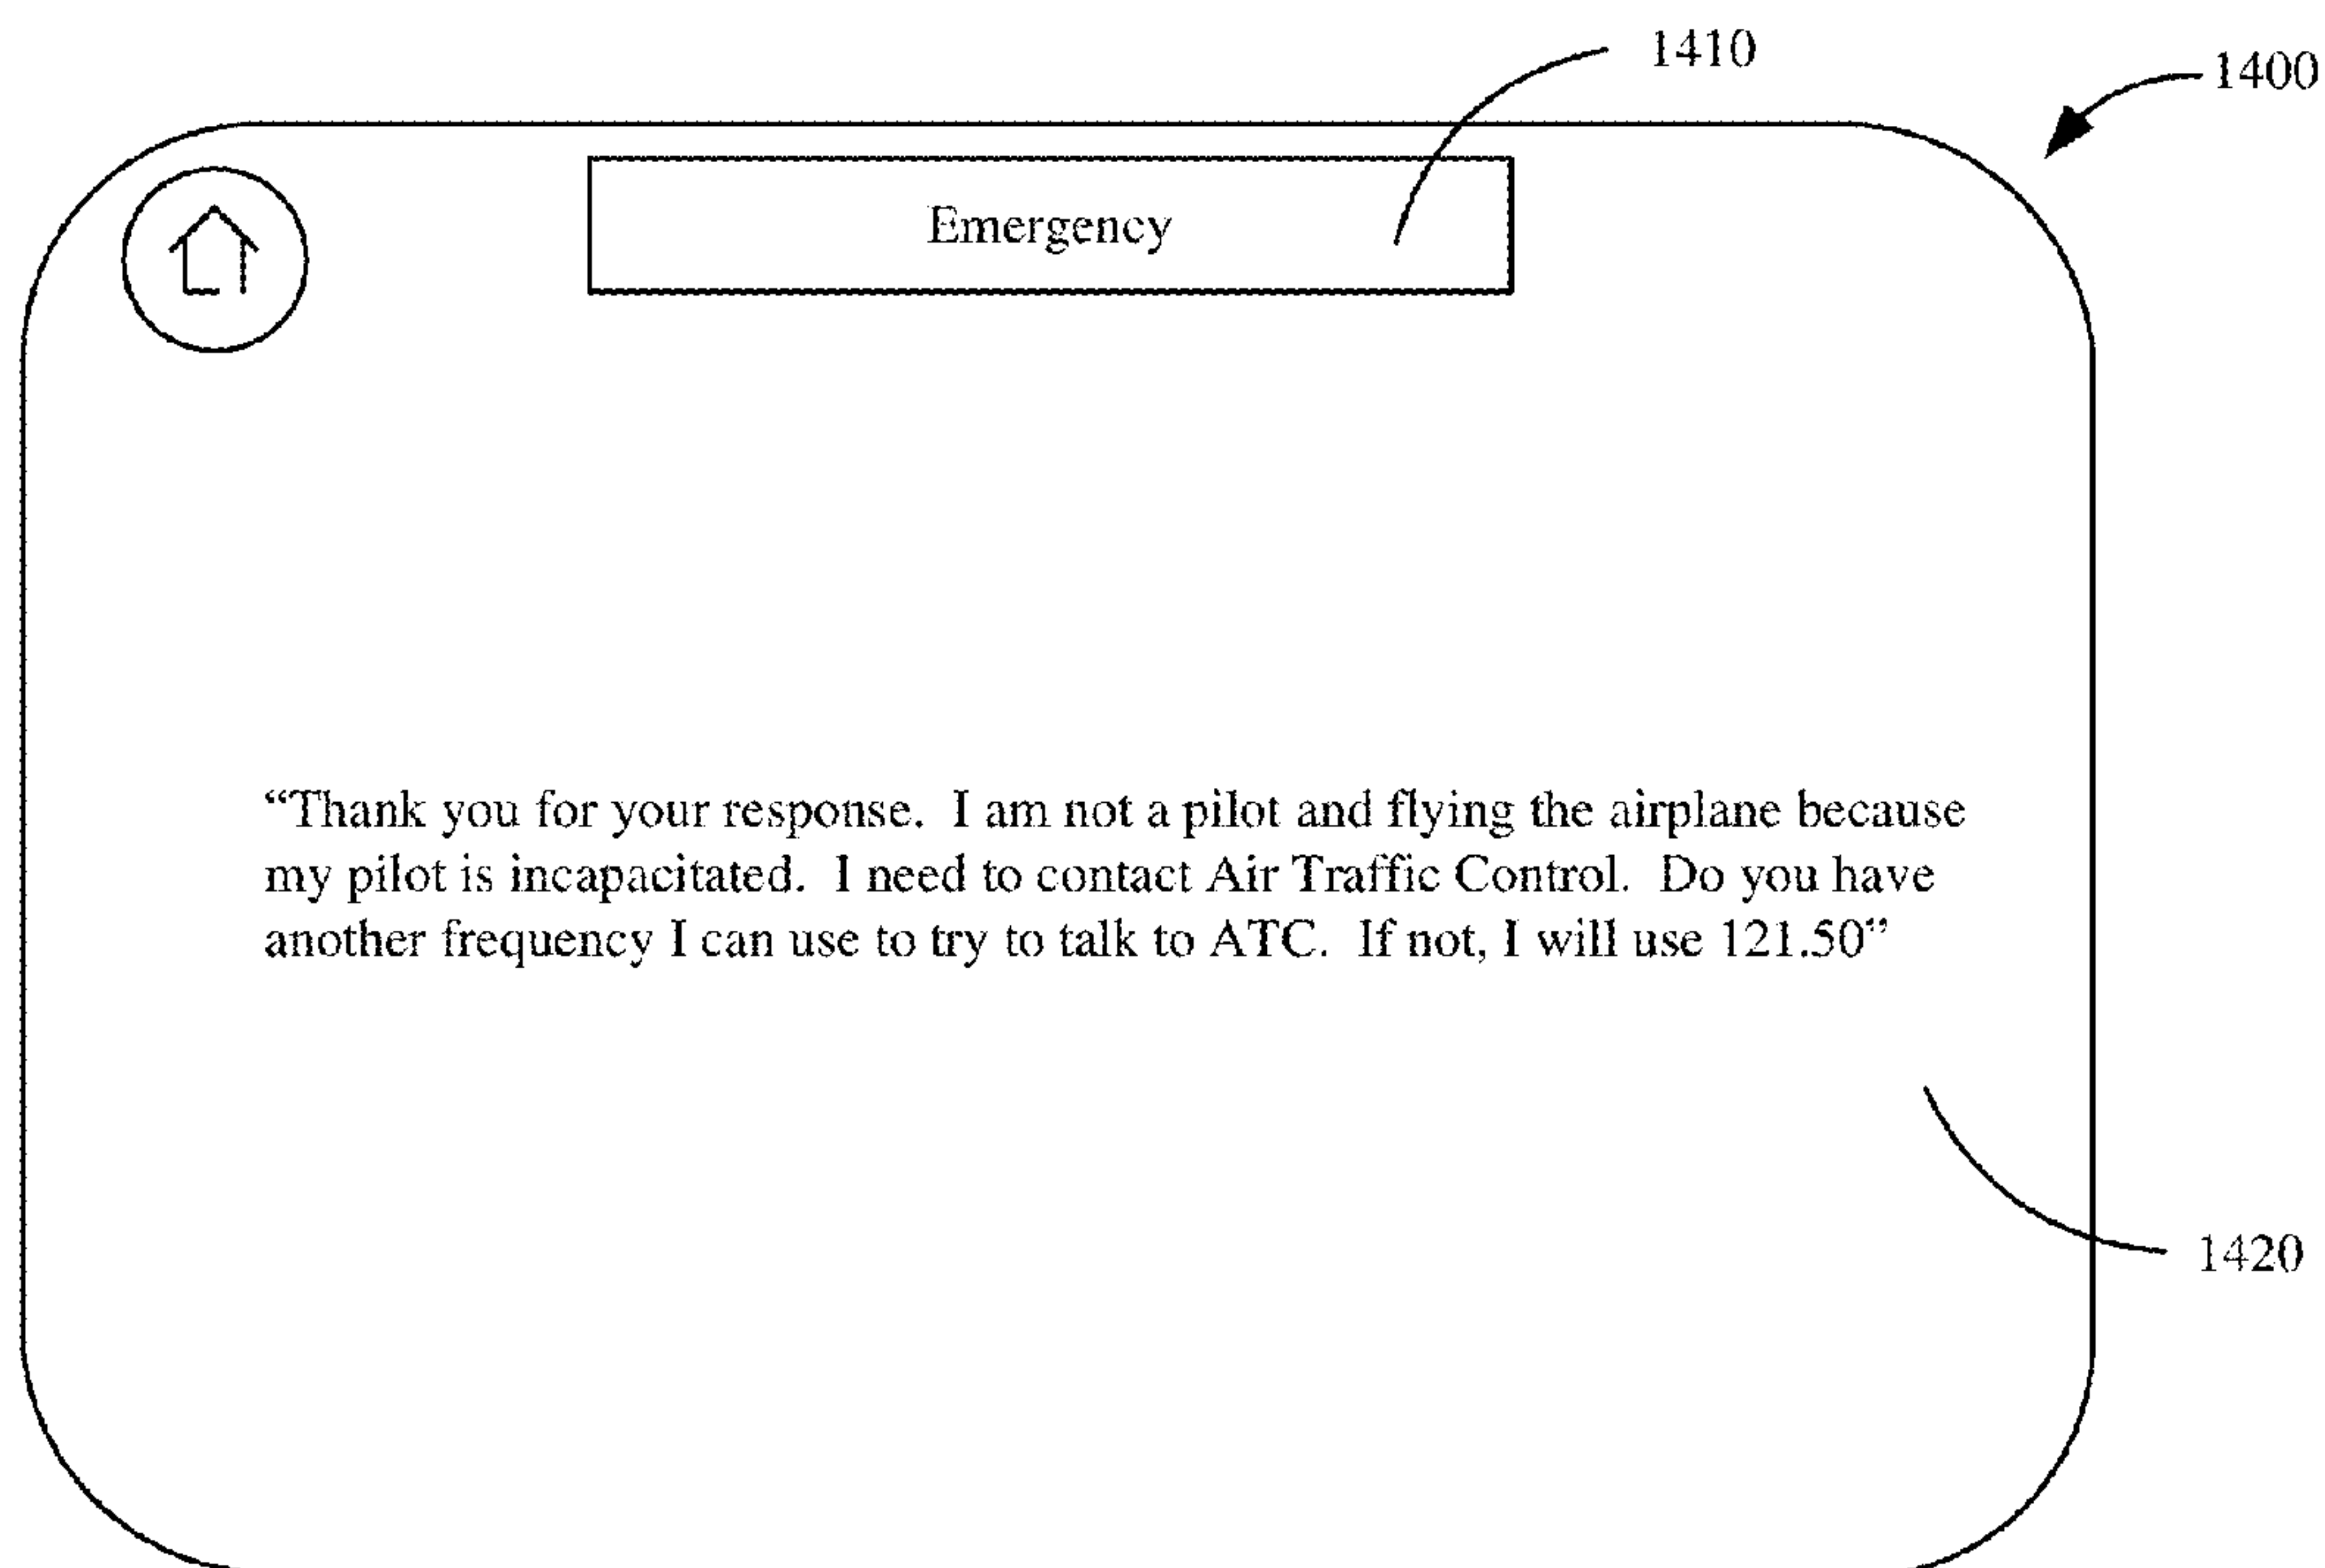 1410
1400
Emergency
“Thank you for your response.  I am not a pilot and flying the airplane because
my pilot is incapacitated.  I need to contact Air Traffic Control.  Do you have
another frequency I can use to try to talk to ATC.  If not, I will use 121.50”
1420